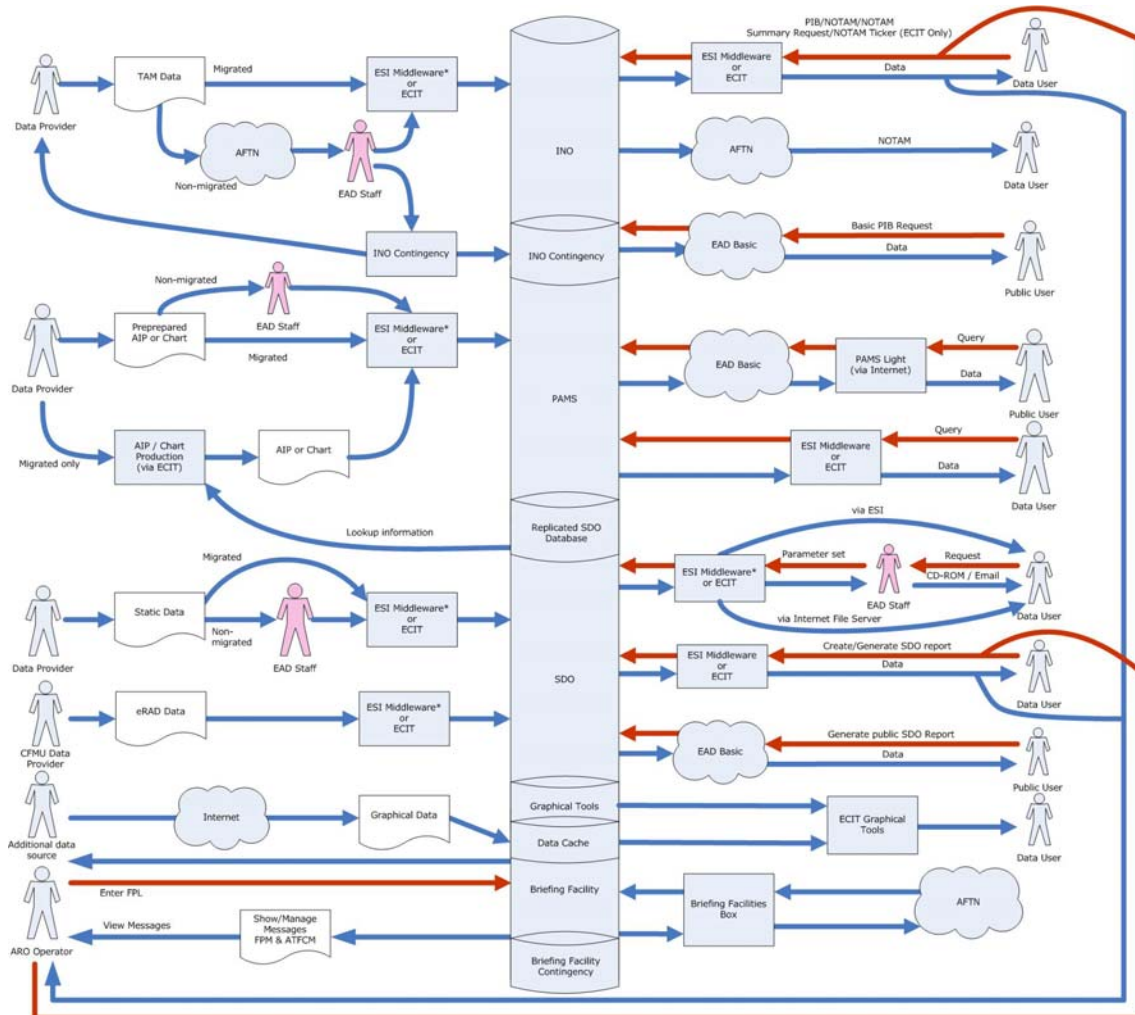 PIB/NOTAM/NOTAM
Summary Request/NOTAM Ticker (ECIT Only)
TAM Data
Migrated
ESI Middleware*
or
ECIT
ESI Middleware
or
ECIT
Data
Data User
Data Provider
AFTN
Non-migrated
EAD Staff
INO
AFTN
NOTAM
Data User
INO Contingency
INO Contingency
EAD Basic
Basic PIB Request
Data
Public User
Non-migrated
EAD Staff
Preprepared
AIP or Chart
Migrated
ESI Middleware*
or
ECIT
Data Provider
PAMS
EAD Basic
PAMS Light
(via Internet)
Query
Data
Public User
Migrated only
AIP / Chart
Production
(via ECIT)
AIP or Chart
ESI Middleware
or
ECIT
Query
Data
Data User
Lookup information
Replicated SDO
Database
via ESI
Migrated
Static Data
Non-
migrated
EAD Staff
ESI Middleware*
or
ECIT
Data Provider
ESI Middleware*
or ECIT
Parameter set
EAD Staff
Request
CD-ROM / Email
via Internet File Server
Data User
SDO
ESI Middleware
or
ECIT
Create/Generate SDO report
Data
Data User
eRAD Data
ESI Middleware*
or
ECIT
CFMU Data
Provider
EAD Basic
Generate public SDO Report
Data
Public User
Internet
Graphical Data
Additional data
source
Graphical Tools
Data Cache
ECIT Graphical
Tools
Data User
Enter FPL
Briefing Facility
Briefing Facilities
Box
AFTN
View Messages
Show/Manage
Messages
FPM & ATFCM
ARO Operator
Briefing Facility
Contingency